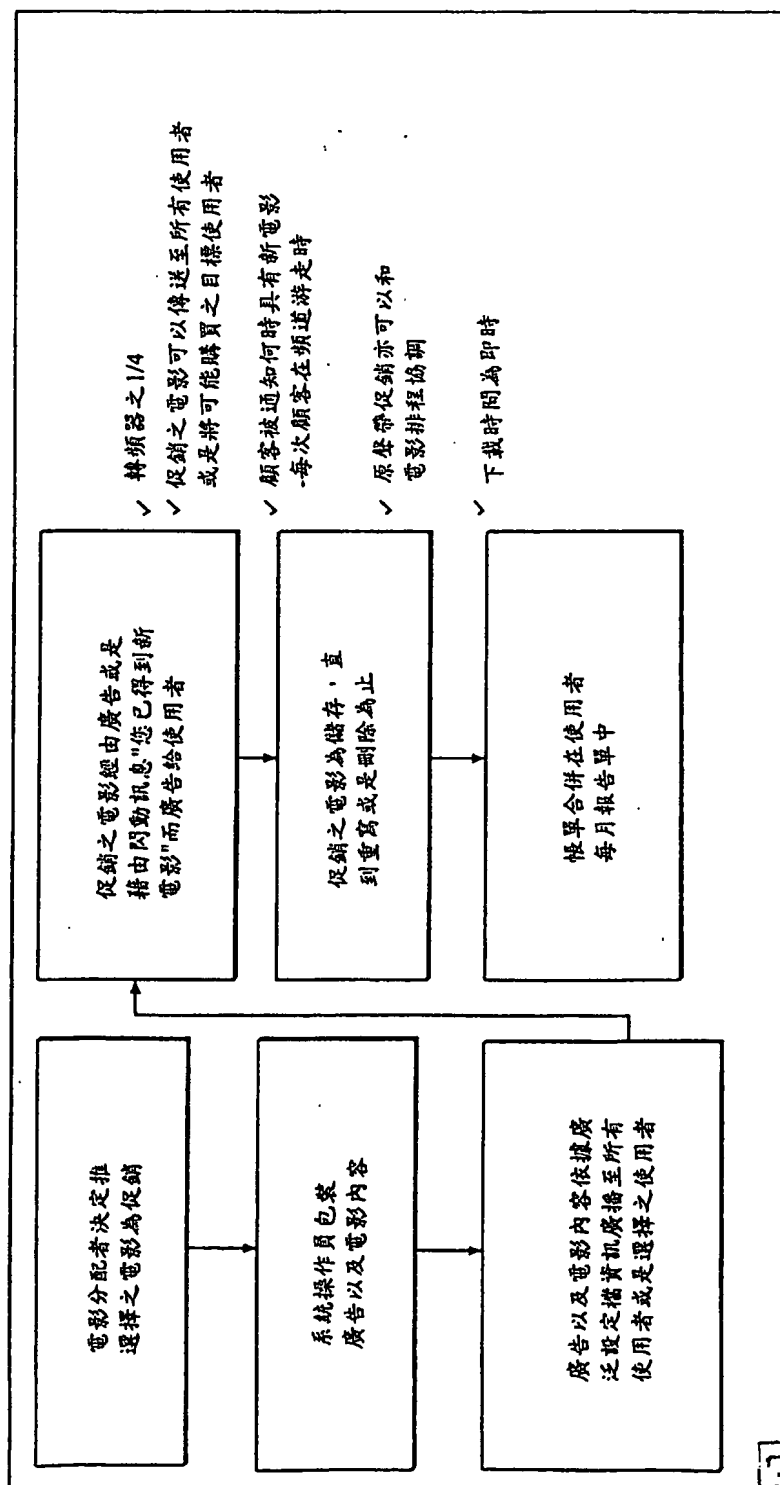 電影分配者決定推
選擇之電影為促銷
系統操作員包裝
廣告以及電影內容
廣告以及電影內容依據廣
泛設定檔資訊廣播至所有
使用者或是選擇之使用者
促銷之電影經由廣告或是
藉由閃動訊息"您已得到新
電影"而廣告給使用者
促銷之電影為儲存，直
到重寫或是刪除為止
帳單合併在使用者
每月報告單中
✓ 轉頻器之1/4
✓ 促銷之電影可以傳送至所有使用者
或是將可能購買之目標使用者
✓ 顧客被通知何時具有新電影
-每次顧客在頻道游走時
✓ 原聲帶促銷亦可以和
電影排程協調
✓ 下載時間為即時